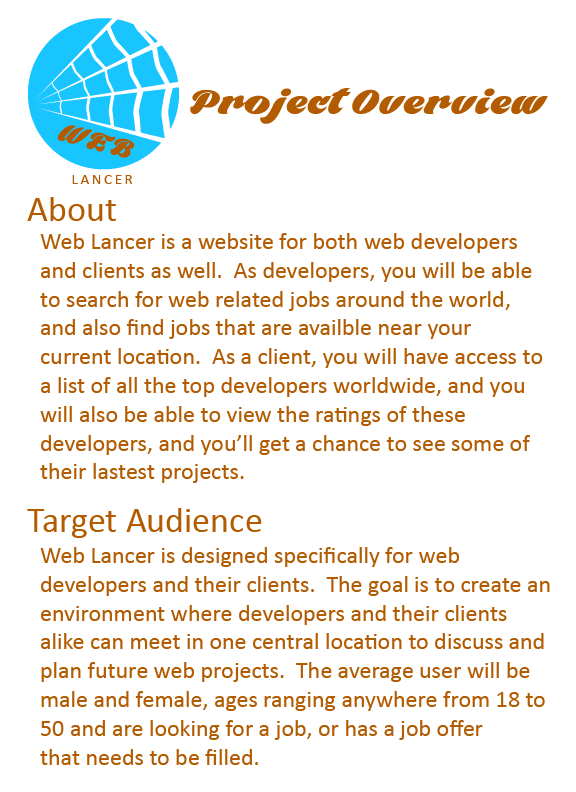 Project Overview
WEB
LANCER
About
Web Lancer is a website for both web developers
and clients as well.  As developers, you will be able
to search for web related jobs around the world,
and also find jobs that are availble near your
current location.  As a client, you will have access to
a list of all the top developers worldwide, and you
will also be able to view the ratings of these
developers, and you’ll get a chance to see some of
their lastest projects.
Target Audience
Web Lancer is designed specifically for web
developers and their clients.  The goal is to create an
environment where developers and their clients
alike can meet in one central location to discuss and
plan future web projects.  The average user will be
male and female, ages ranging anywhere from 18 to
50 and are looking for a job, or has a job offer
that needs to be filled.